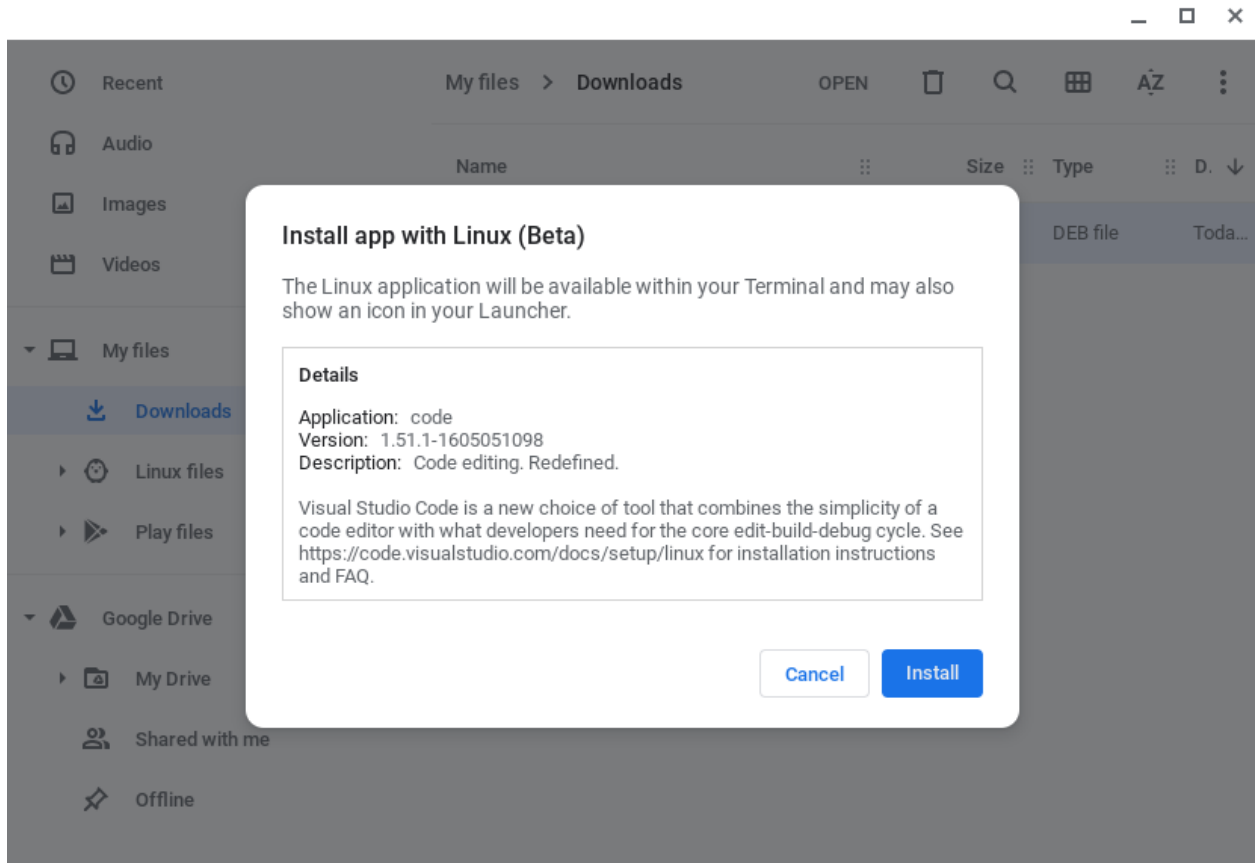 Recent
My files > Downloads
OPEN
AZ
Audio
Name
Size
Type
D.
Images
DEB file
Toda...
Videos
Install app with Linux (Beta)
The Linux application will be available within your Terminal and may also
show an icon in your Launcher.
Details
Application: code
Version: 1.51.1-1605051098
Description: Code editing. Redefined.
Visual Studio Code is a new choice of tool that combines the simplicity of a
code editor with what developers need for the core edit-build-debug cycle. See
https://code.visualstudio.com/docs/setup/linux for installation instructions
and FAQ.
Cancel
Install
My files
Downloads
Linux files
Play files
Google Drive
My Drive
Shared with me
Offline